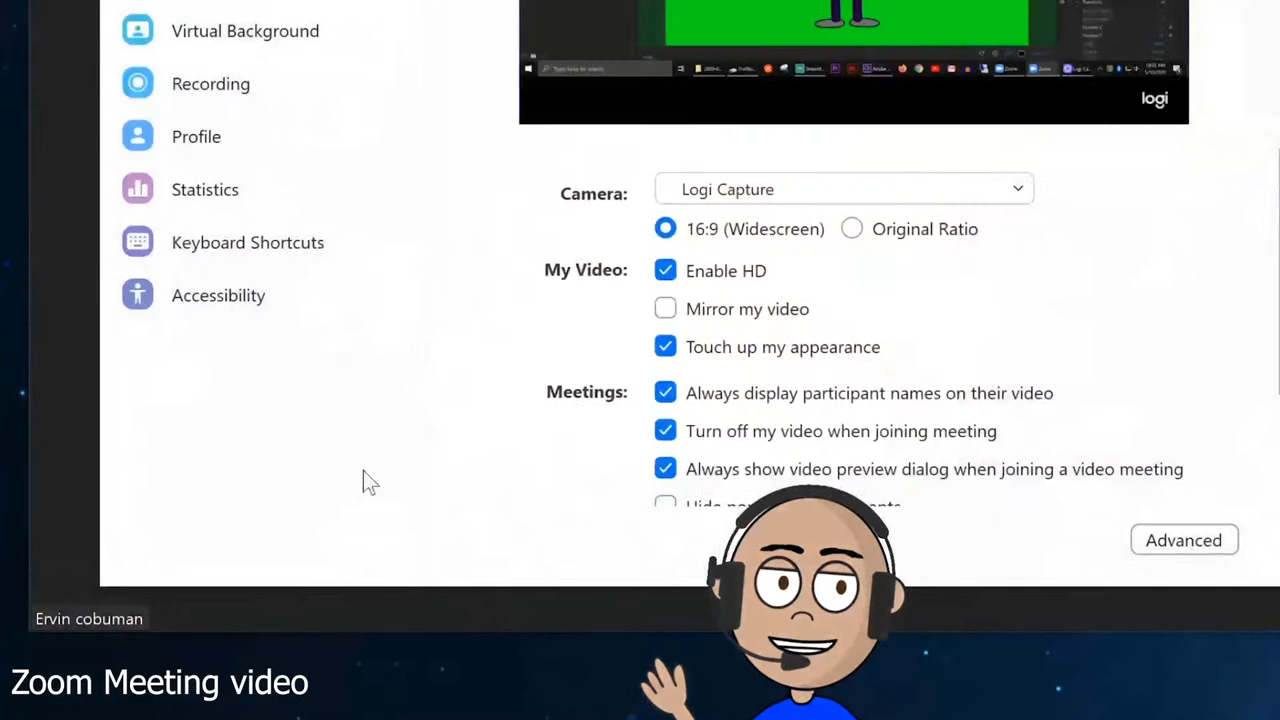 Virtual Background
Recording
Profile
Statistics
Keyboard Shortcuts
Accessibility
logi
Camera:
Logi Capture
16:9 (Widescreen)
Original Ratio
My Video:
Enable HD
Mirror my video
Touch up my appearance
Meetings:
Always display participant names on their video
Turn off my video when joining meeting
Always show video preview dialog when joining a video meeting
Advanced
Ervin cobuman
Zoom Meeting video